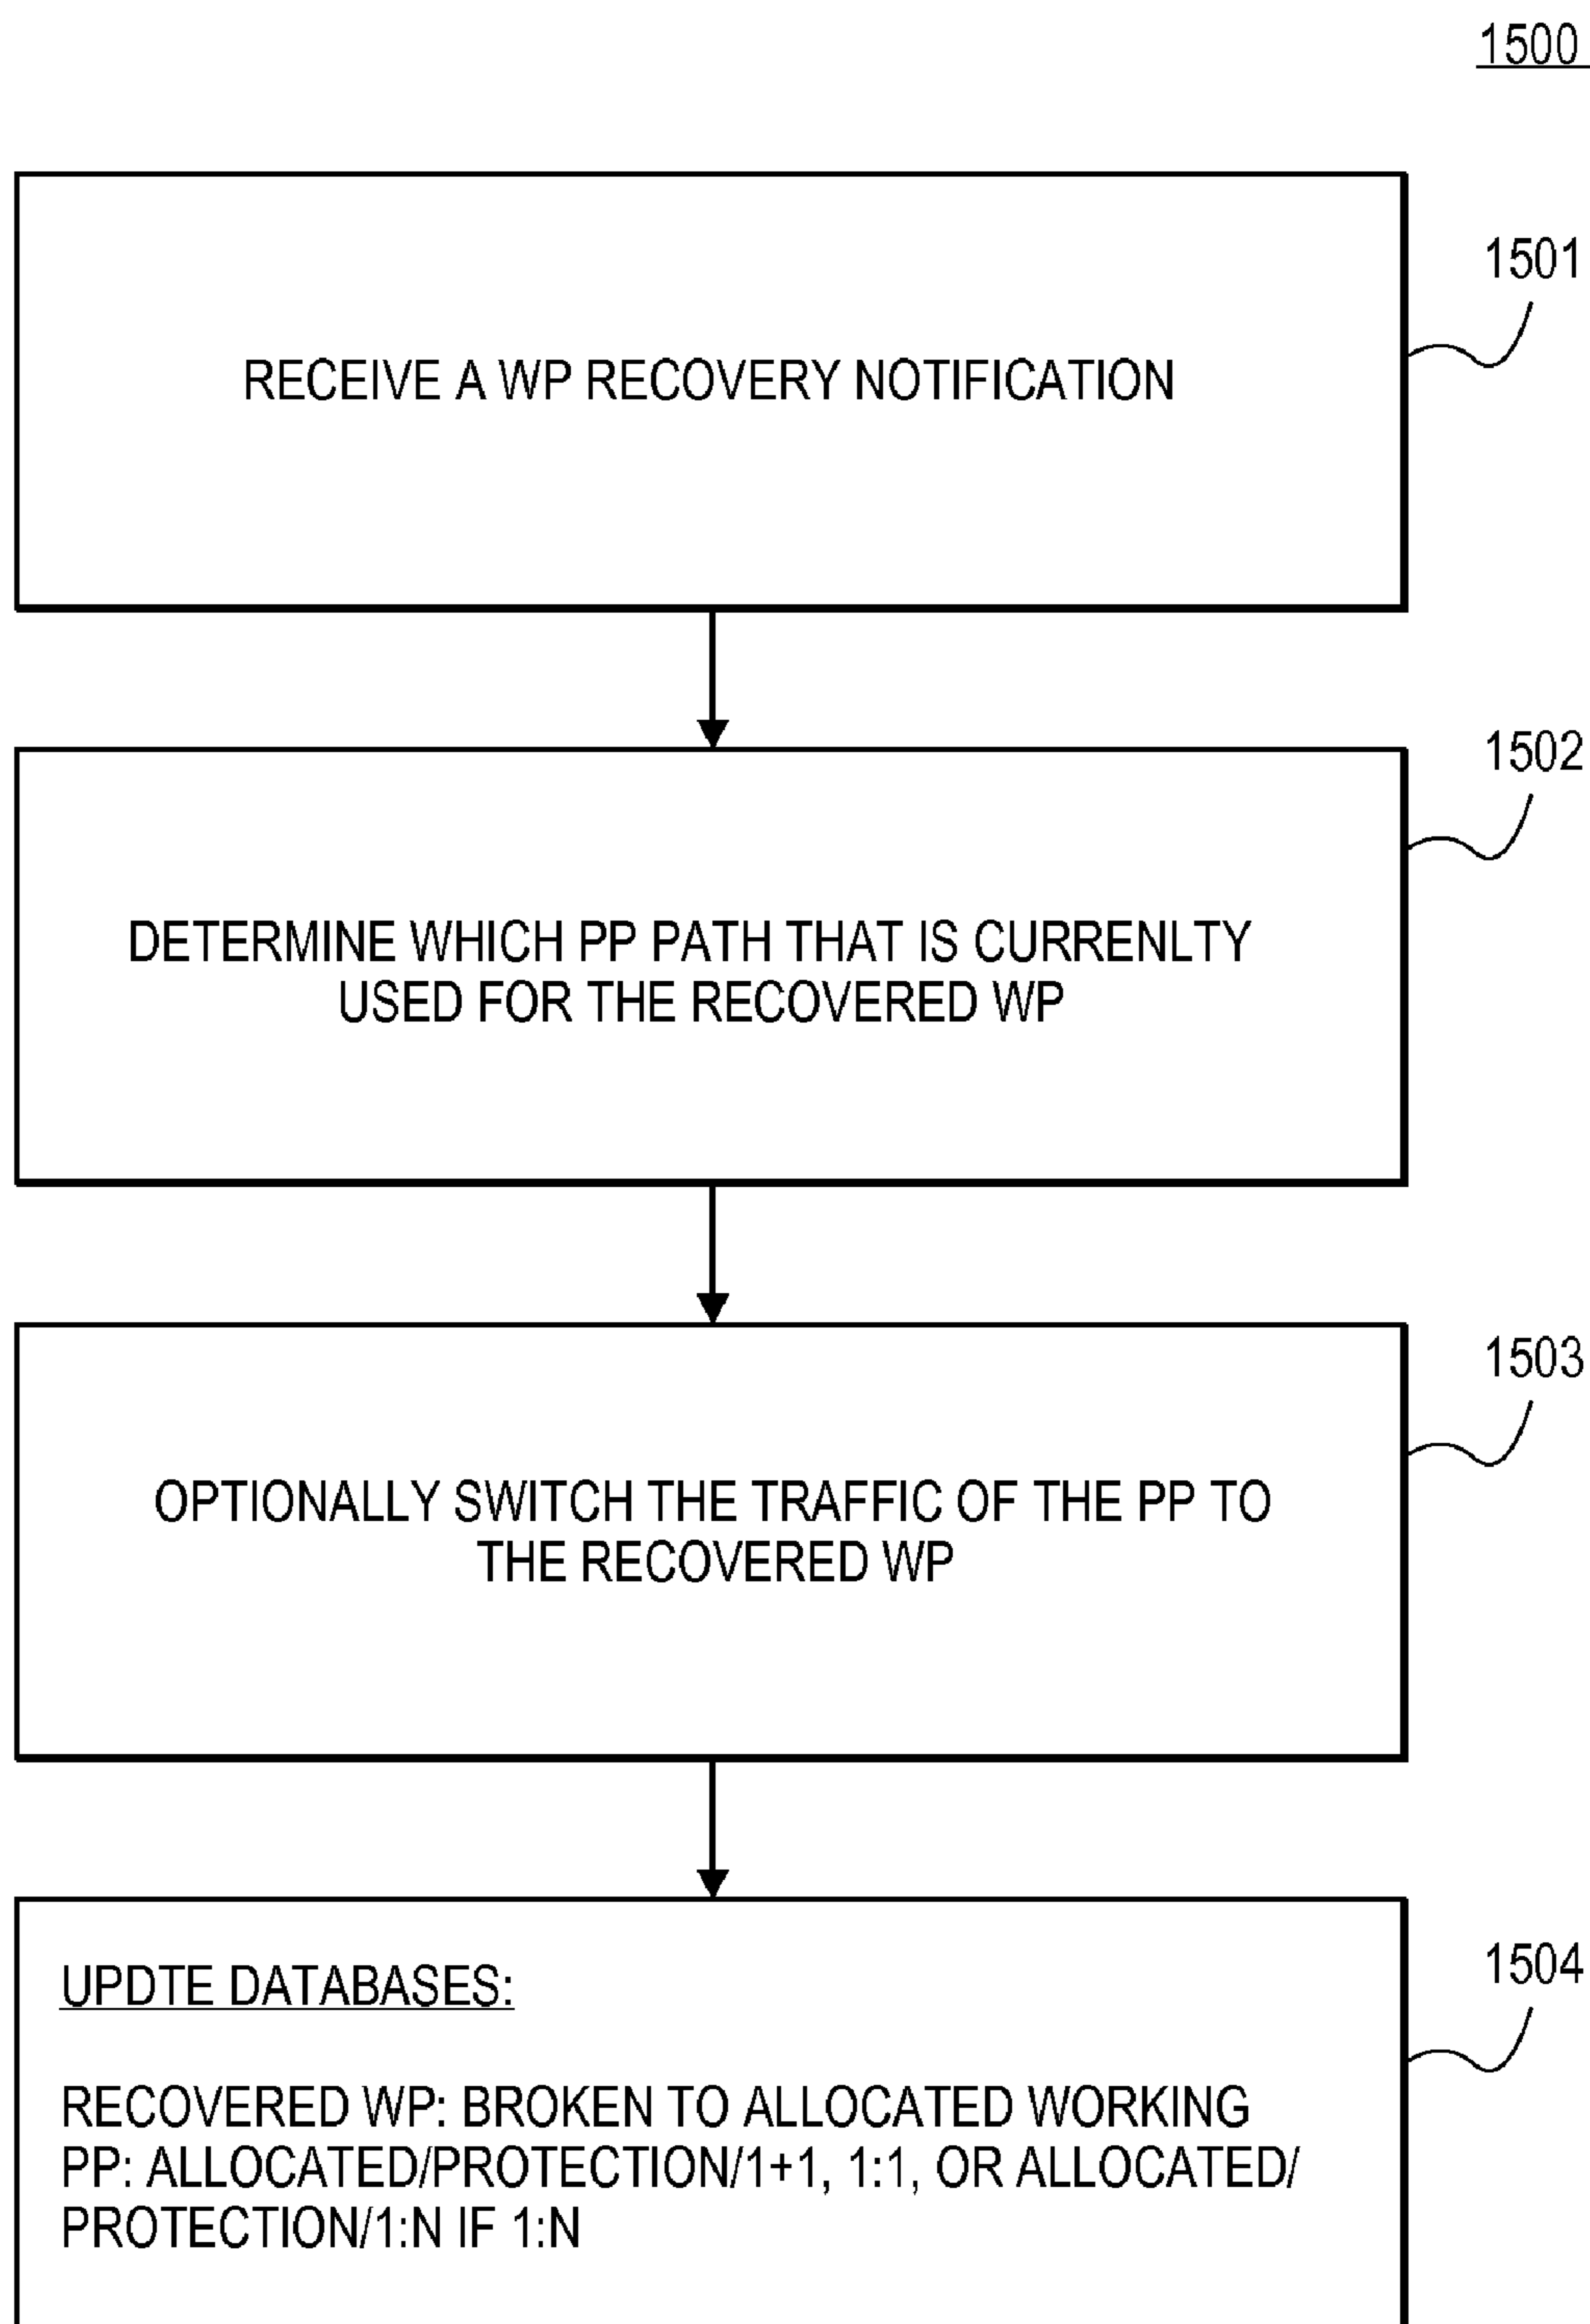 1500
1501
RECEIVE A WP RECOVERY NOTIFICATION
1502
DETERMINE WHICH PP PATH THAT IS CURRENLTY
USED FOR THE RECOVERED WP
1503
OPTIONALLY SWITCH THE TRAFFIC OF THE PP TO
THE RECOVERED WP
1504
UPDTE DATABASES:
RECOVERED WP: BROKEN TO ALLOCATED WORKING
PP: ALLOCATED/PROTECTION/1+1, 1:1, OR ALLOCATED/
PROTECTION/1:N IF 1:N